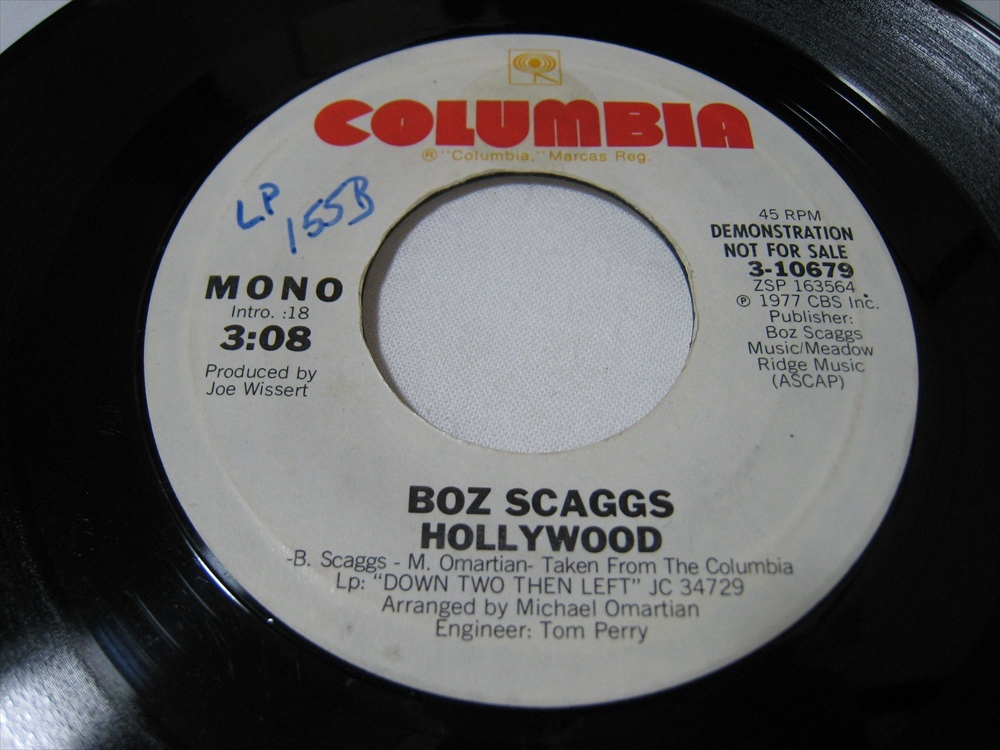 COLUMBIA
® "Columbia," Marcas Reg.
LP
155B
MONO
Intro. :18
3:08
Produced by
Joe Wissert
45 RPM
DEMONSTRATION
NOT FOR SALE
3-10679
ZSP 163564
℗ 1977 CBS Inc.
Publisher:
Boz Scaggs
Music/Meadow
Ridge Music
(ASCAP)
BOZ SCAGGS
HOLLYWOOD
-B. Scaggs - M. Omartian- Taken From The Columbia
Lp: "DOWN TWO THEN LEFT" JC 34729
Arranged by Michael Omartian
Engineer: Tom Perry